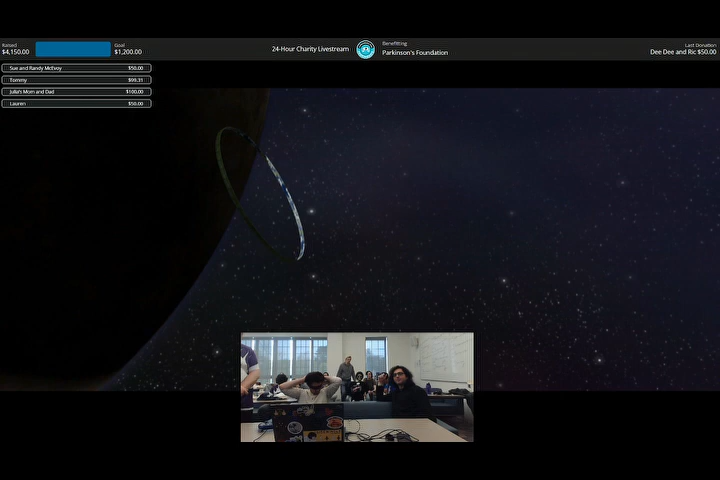 Raised
$4,150.00
Goal
$1,200.00
24-Hour Charity Livestream
Benefitting
Parkinson's Foundation
Last Donation
Dee Dee and Ric $50.00
Sue and Randy McEvoy $50.00
Tommy $99.31
Julia's Mom and Dad $100.00
Lauren $50.00